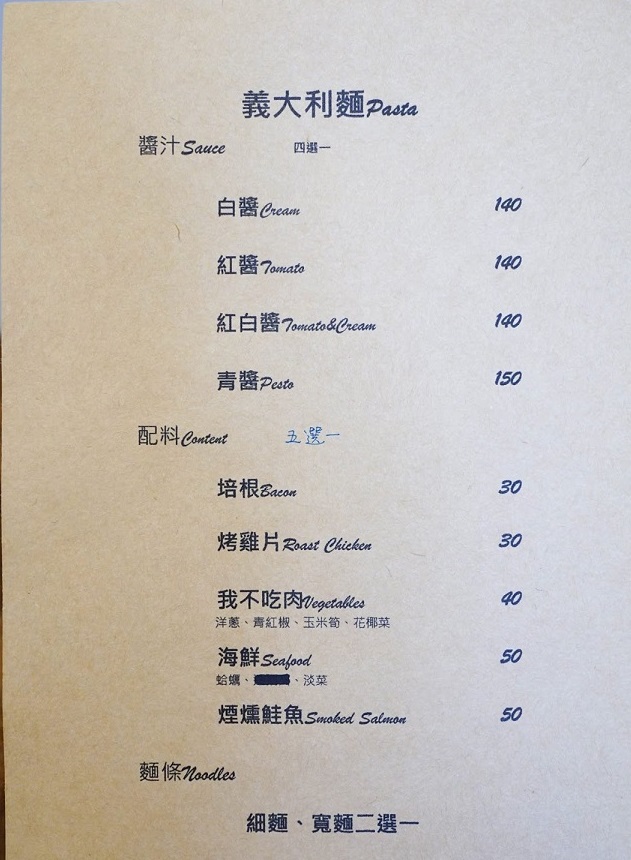 義大利麵Pasta
醬汁Sauce 四選一
白醬Cream 140
紅醬Tomato 140
紅白醬Tomato&Cream 140
青醬Pesto 150
配料Content 五選一
培根Bacon 30
烤雞片Roast Chicken 30
我不吃肉Vegetables 40
洋蔥、青紅椒、玉米筍、花椰菜
海鮮Seafood 50
蛤蠣、、淡菜
煙燻鮭魚Smoked Salmon 50
麵條Noodles
細麵、寬麵二選一